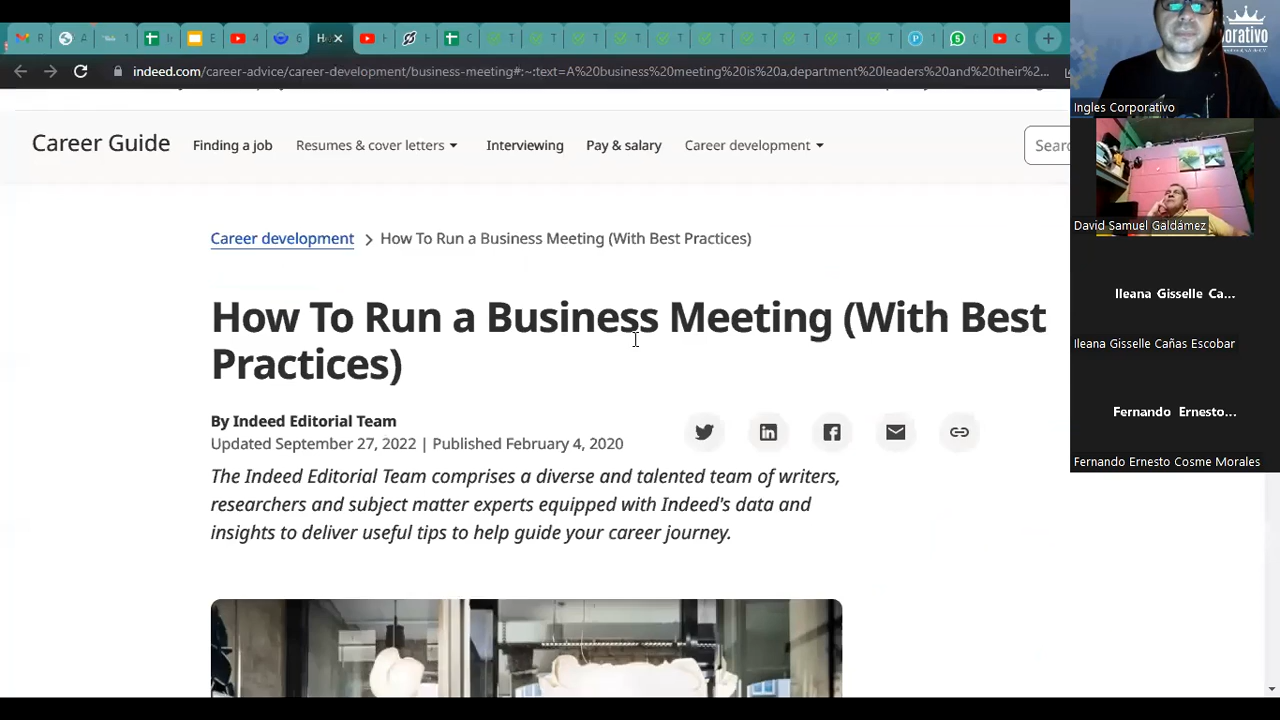 indeed.com/career-advice/career-development/business-meeting#:~:text=A%20business%20meeting%20is%20a,department%20leaders%20and%20their%2...
Career Guide
Finding a job
Resumes & cover letters
Interviewing
Pay & salary
Career development
Sear
Career development > How To Run a Business Meeting (With Best Practices)
How To Run a Business Meeting (With Best
Practices)
By Indeed Editorial Team
Updated September 27, 2022 | Published February 4, 2020
The Indeed Editorial Team comprises a diverse and talented team of writers,
researchers and subject matter experts equipped with Indeed's data and
insights to deliver useful tips to help guide your career journey.
orativo
Ingles Corporativo
David Samuel Galdámez
Ileana Gisselle Ca...
Ileana Gisselle Cañas Escobar
Fernando Ernesto...
Fernando Ernesto Cosme Morales